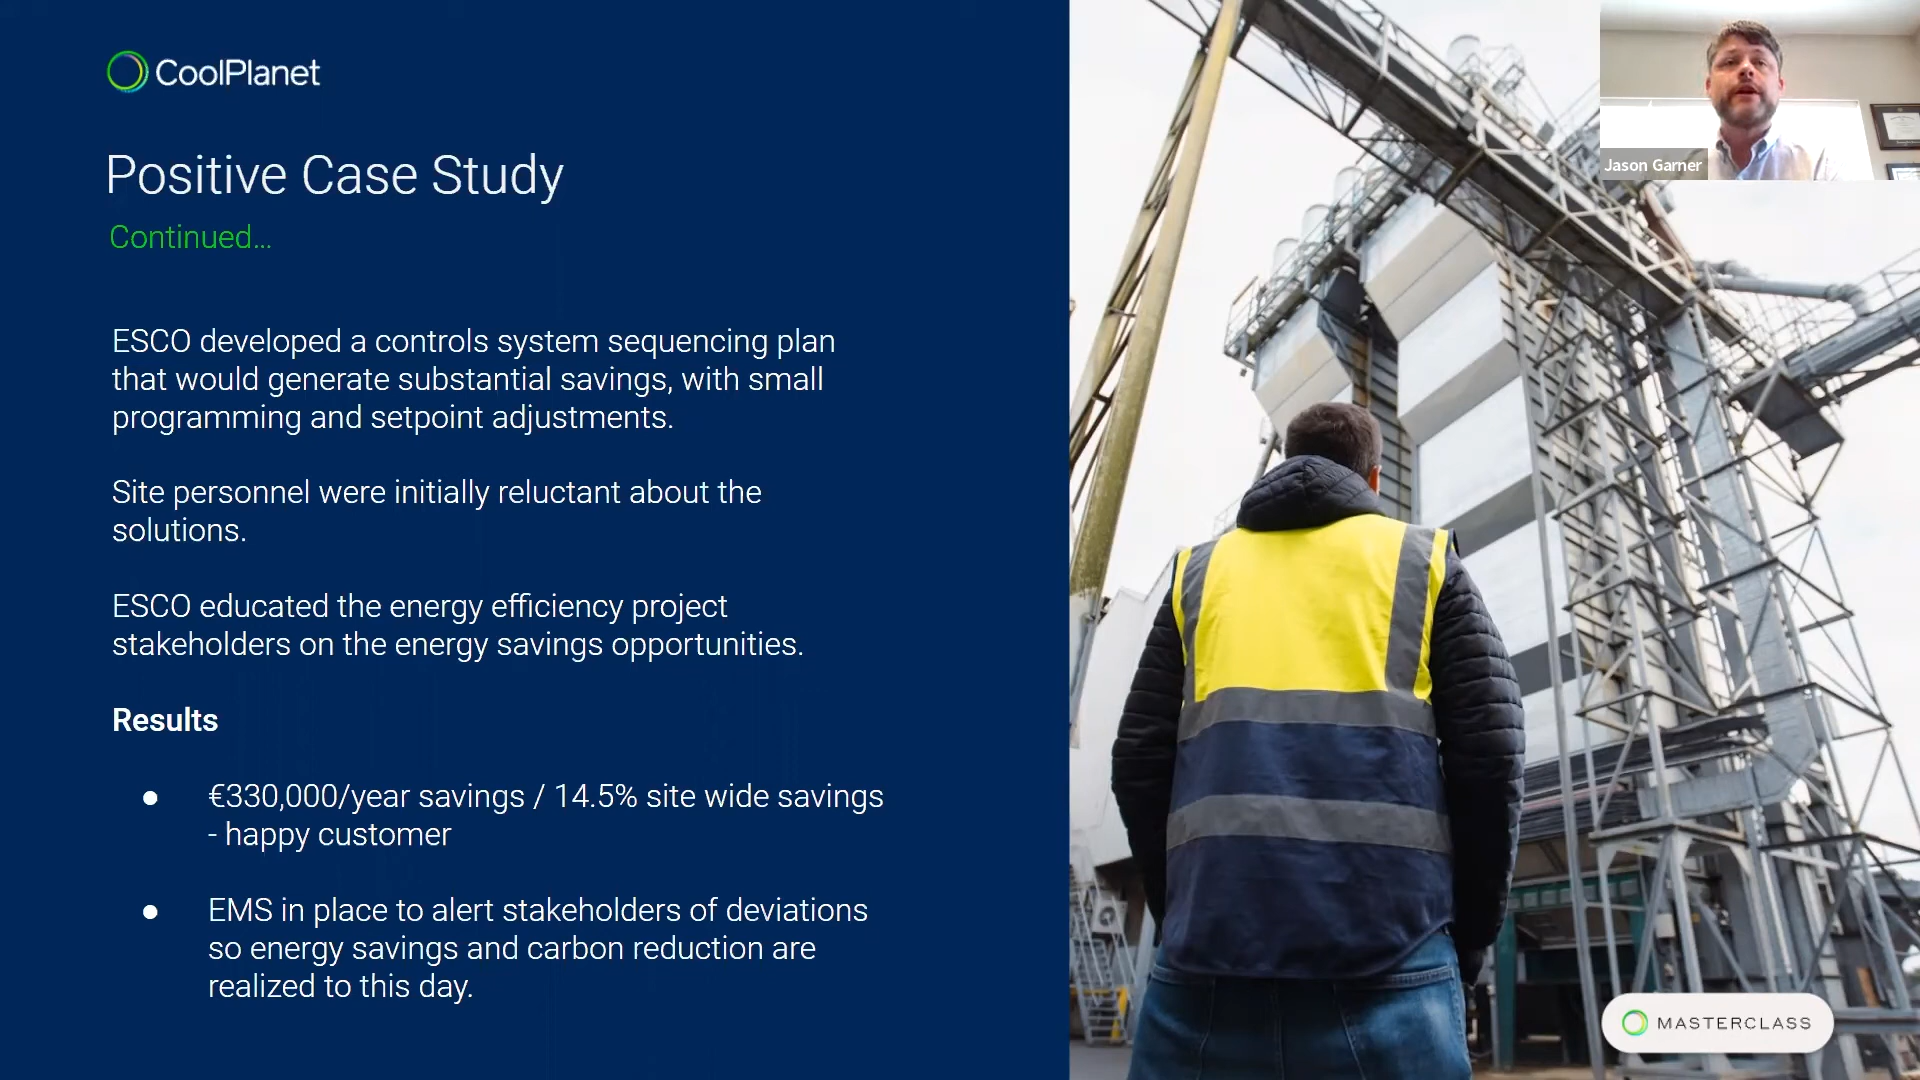 CoolPlanet
Jason Garner
Positive Case Study
Continued...
ESCO developed a controls system sequencing plan
that would generate substantial savings, with small
programming and setpoint adjustments.
Site personnel were initially reluctant about the
solutions.
ESCO educated the energy efficiency project
stakeholders on the energy savings opportunities.
Results
● €330,000/year savings / 14.5% site wide savings
- happy customer
● EMS in place to alert stakeholders of deviations
so energy savings and carbon reduction are
realized to this day.
MASTERCLASS